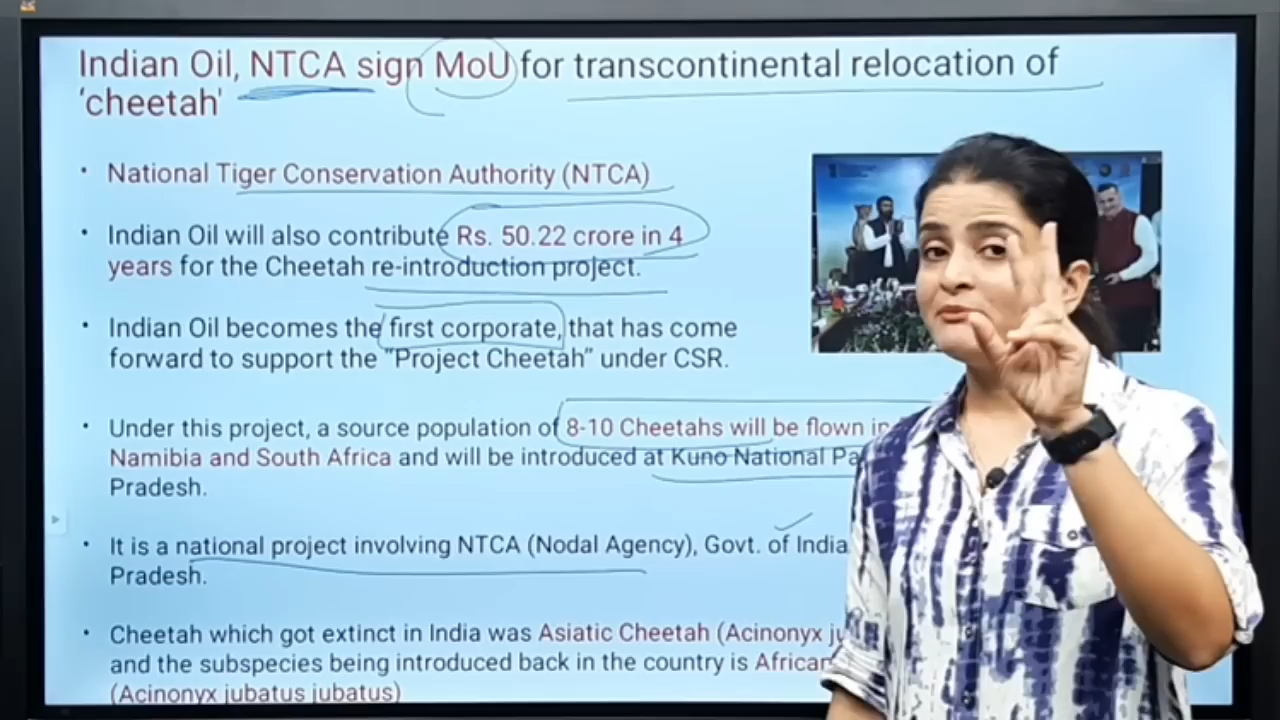 Indian Oil, NTCA sign MoU for transcontinental relocation of
‘cheetah'
• National Tiger Conservation Authority (NTCA)
• Indian Oil will also contribute Rs. 50.22 crore in 4
years for the Cheetah re-introduction project.
• Indian Oil becomes the first corporate, that has come
forward to support the "Project Cheetah” under CSR.
• Under this project, a source population of 8-10 Cheetahs will be flown in
Namibia and South Africa and will be introduced at Kuno National
Pradesh.
• It is a national project involving NTCA (Nodal Agency), Govt. of India
Pradesh.
• Cheetah which got extinct in India was Asiatic Cheetah (Acinonyx
and the subspecies being introduced back in the country is African
(Acinonyx jubatus jubatus)